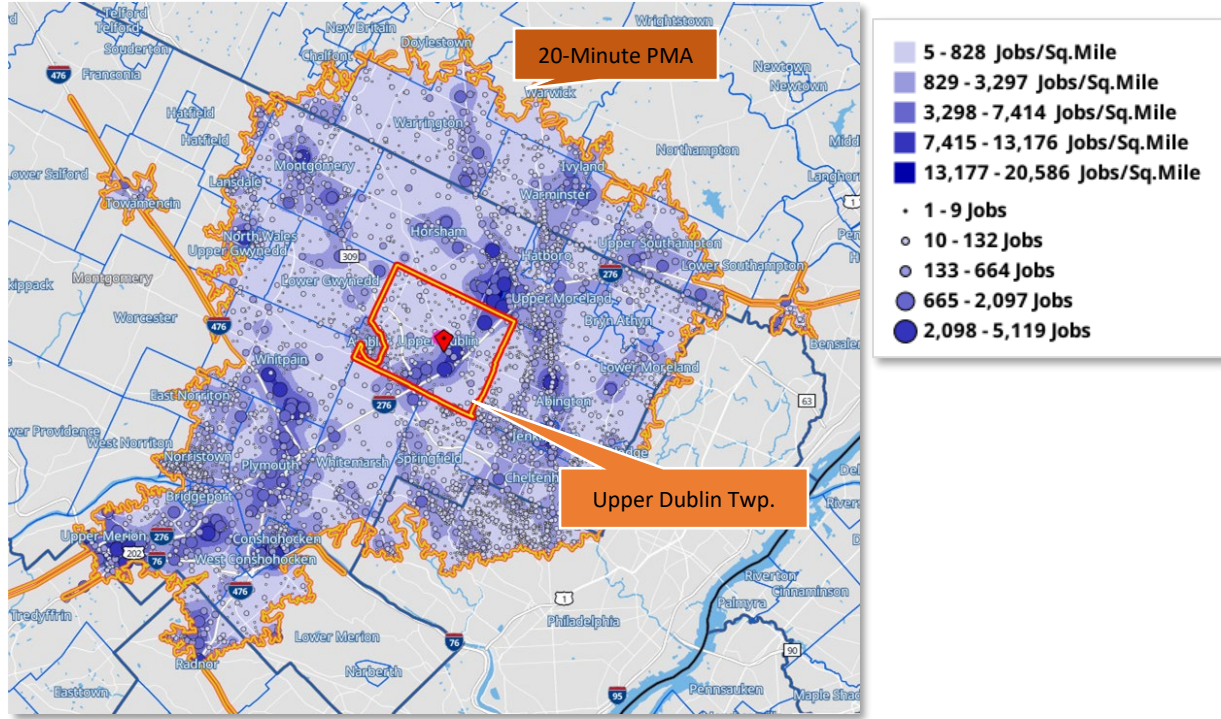 Telford
Telford
Souderton
Franconia
476
New Britain
Chalfont
Doylestown
Wrightstown
20-Minute PMA
Warwick
Newtown
Newtown
Hatfield
Hatfield
Warrington
Northampton
Montgomery
Ivyland
Lower Salford
Towamencin
Lansdale
Warminster
1
North Wales
Upper Gwynedd
Horsham
Upper Southampton
309
Hatboro
Lower Southampton
276
Montgomery
Lower Gwynedd
Upper Moreland
Worcester
476
Bryn Athyn
Upper Dublin
Whitpain
Lower Moreland
East Norriton
276
Abington
63
West Norriton
Norristown
Plymouth
Whitemarsh
Springfield
Bridgeport
Upper Dublin Twp.
Upper Merion
276
202
76
Conshohocken
West Conshohocken
476
Tredyffrin
1
Riverton
Cinnaminson
Palmyra
Philadelphia
Lower Merion
76
Radnor
Narberth
90
Easttown
95
Pennsauken
5 - 828 Jobs/Sq.Mile
829 - 3,297 Jobs/Sq.Mile
3,298 - 7,414 Jobs/Sq.Mile
7,415 - 13,176 Jobs/Sq.Mile
13,177 - 20,586 Jobs/Sq.Mile
1 - 9 Jobs
10 - 132 Jobs
133 - 664 Jobs
665 - 2,097 Jobs
2,098 - 5,119 Jobs